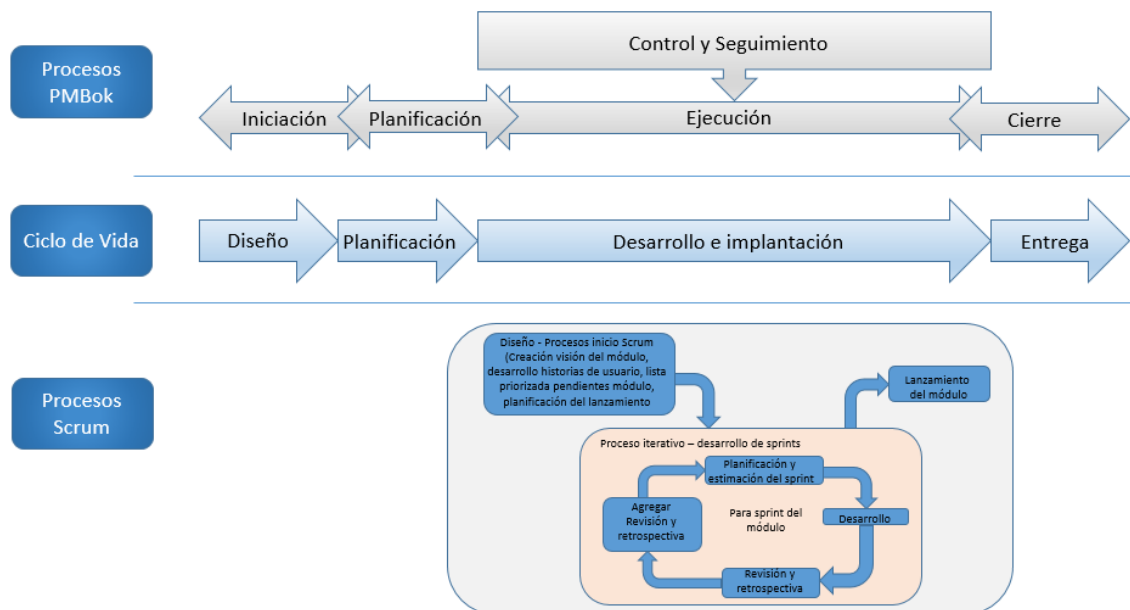 Control y Seguimiento
Procesos
PMBok
Iniciación
Planificación
Ejecución
Cierre
Ciclo de Vida
Diseño
Planificación
Desarrollo e implantación
Entrega
Procesos
Scrum
Diseño - Procesos inicio Scrum
(Creación visión del módulo,
desarrollo historias de usuario, lista
priorizada pendientes módulo,
planificación del lanzamiento
Lanzamiento
del módulo
Proceso iterativo – desarrollo de sprints
Planificación y
estimación del sprint
Agregar
Revisión y
retrospectiva
Para sprint del
módulo
Desarrollo
Revisión y
retrospectiva